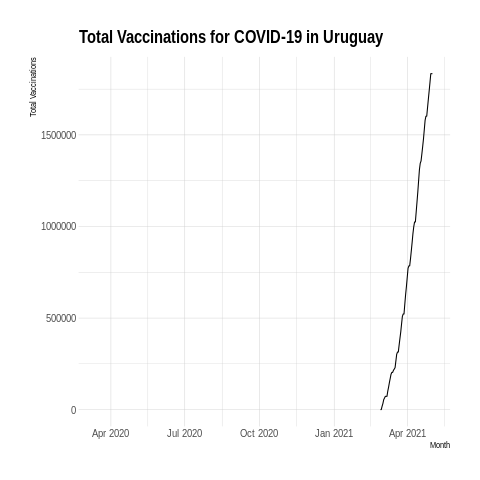 Total Vaccinations for COVID-19 in Uruguay
Total Vaccinations
1500000
1000000
500000
0
Apr 2020 Jul 2020 Oct 2020 Jan 2021 Apr 2021
Month